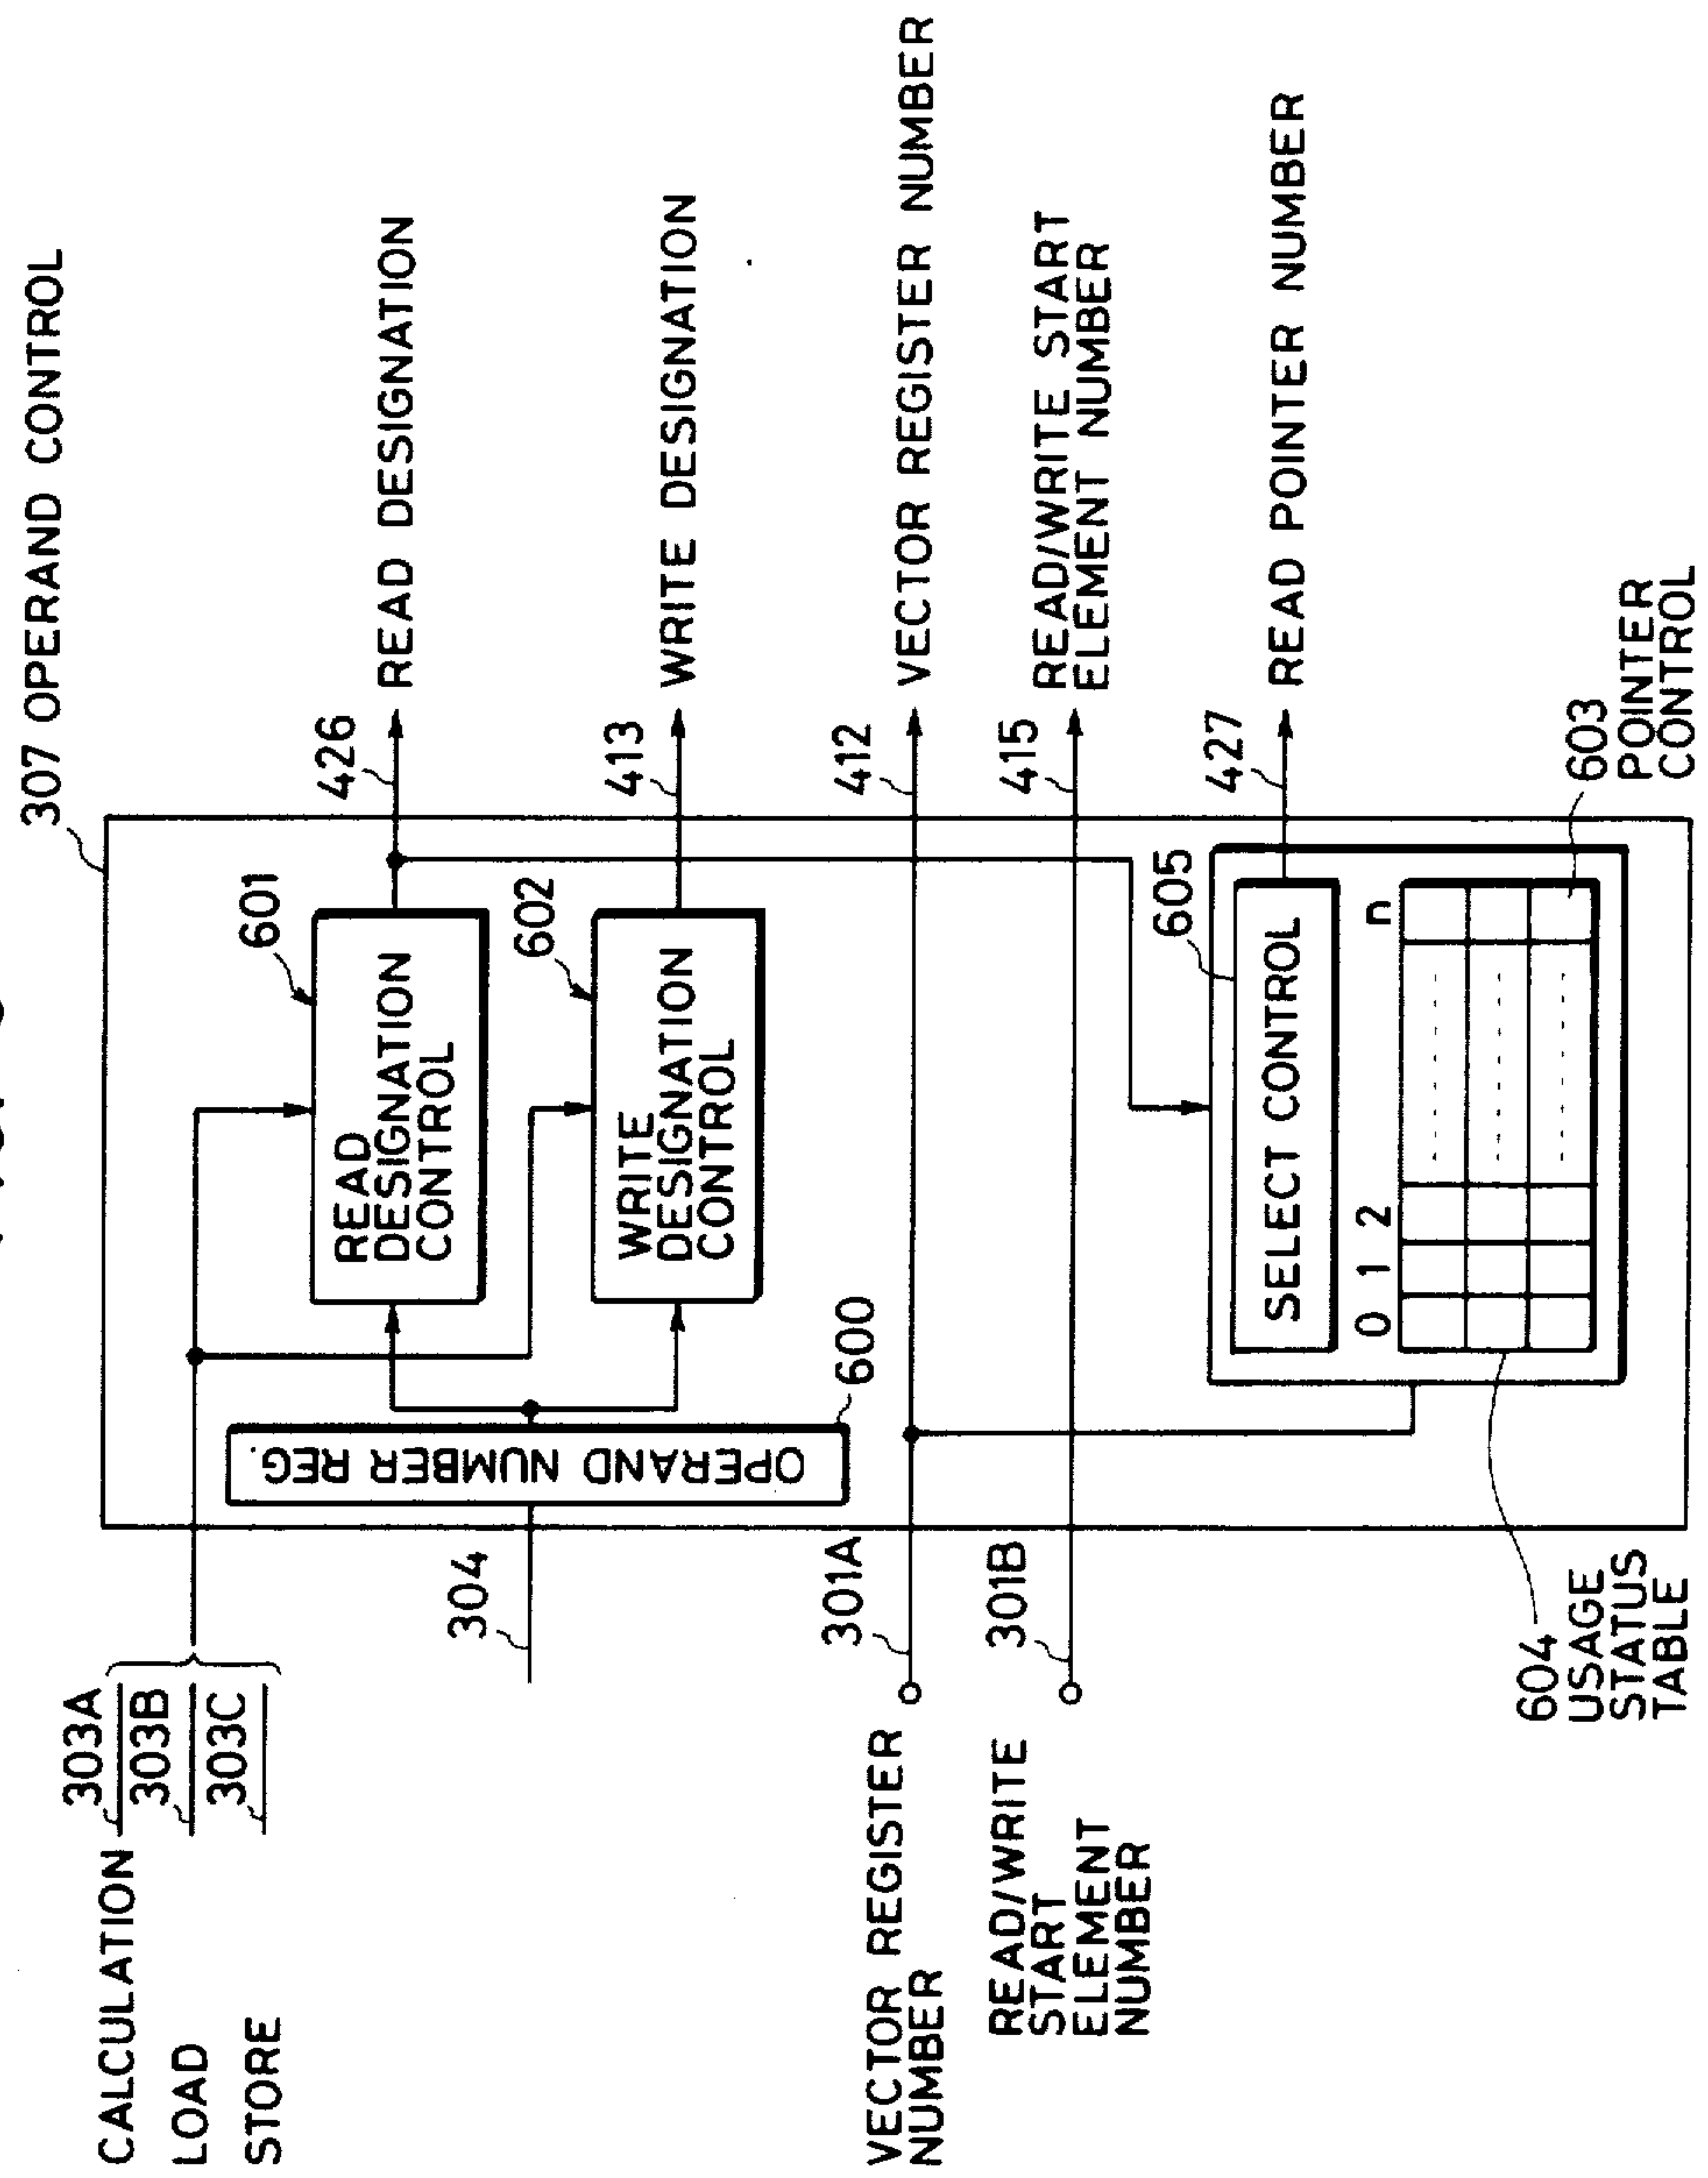 307 OPERAND CONTROL
CALCULATION
303A
LOAD
303B
STORE
303C
304
OPERAND NUMBER REG.
600
601
READ
DESIGNATION
CONTROL
426
READ DESIGNATION
602
WRITE
DESIGNATION
CONTROL
413
WRITE DESIGNATION
VECTOR REGISTER
NUMBER
301A
412
VECTOR REGISTER NUMBER
READ/WRITE
START
ELEMENT
NUMBER
301B
415
READ/WRITE START
ELEMENT NUMBER
605
SELECT CONTROL
427
READ POINTER NUMBER
0 1 2
n
604
USAGE
STATUS
TABLE
603
POINTER
CONTROL